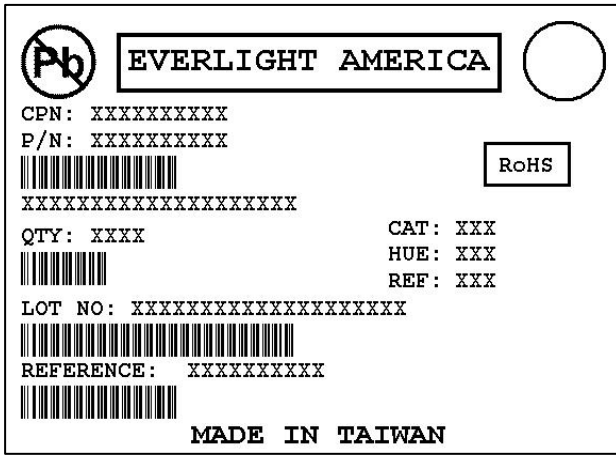 Pb
EVERLIGHT AMERICA
CPN: XXXXXXXXXX
P/N: XXXXXXXXXX
RoHS
XXXXXXXXXXXXXXXXXXXX
QTY: XXXX
CAT: XXX
HUE: XXX
REF: XXX
LOT NO: XXXXXXXXXXXXXXXXXXXX
REFERENCE: XXXXXXXXXX
MADE IN TAIWAN